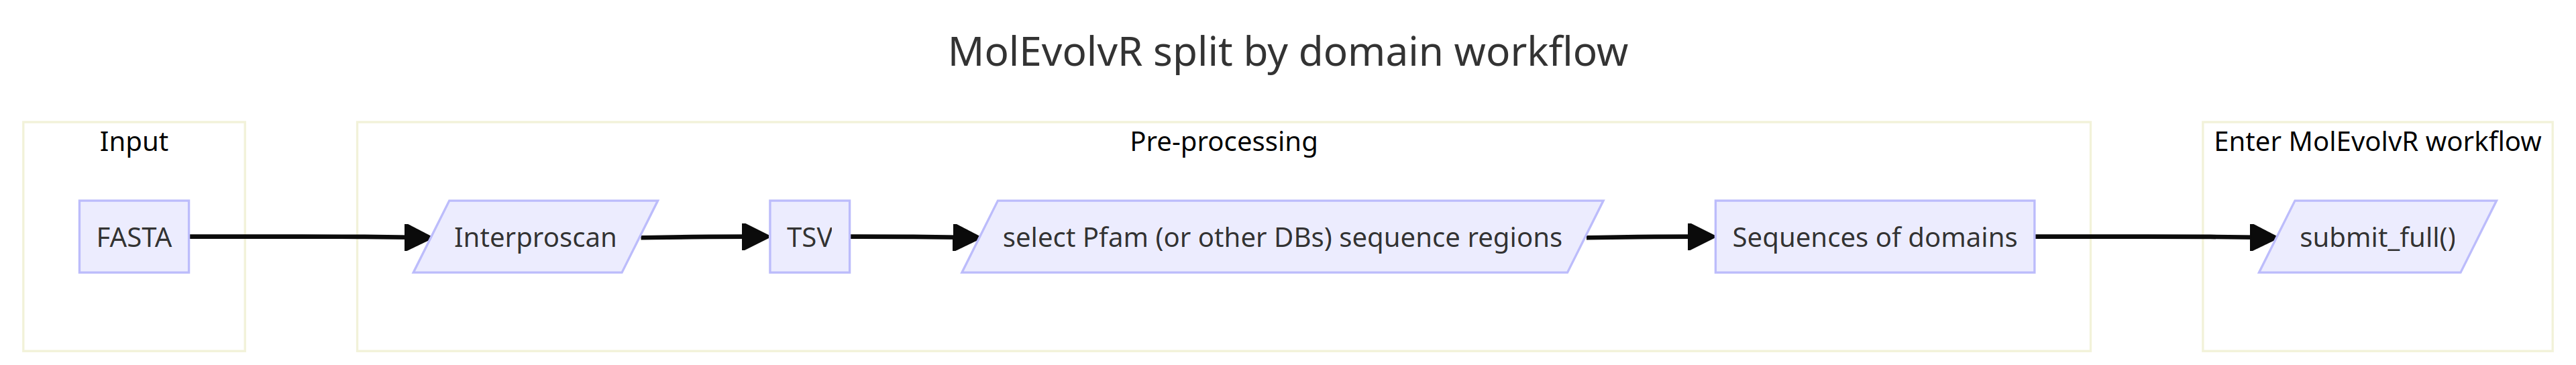 MolEvolvR split by domain workflow
Input
Pre-processing
Enter MolEvolvR workflow
FASTA
Interproscan
TSV
select Pfam (or other DBs) sequence regions
Sequences of domains
submit_full()